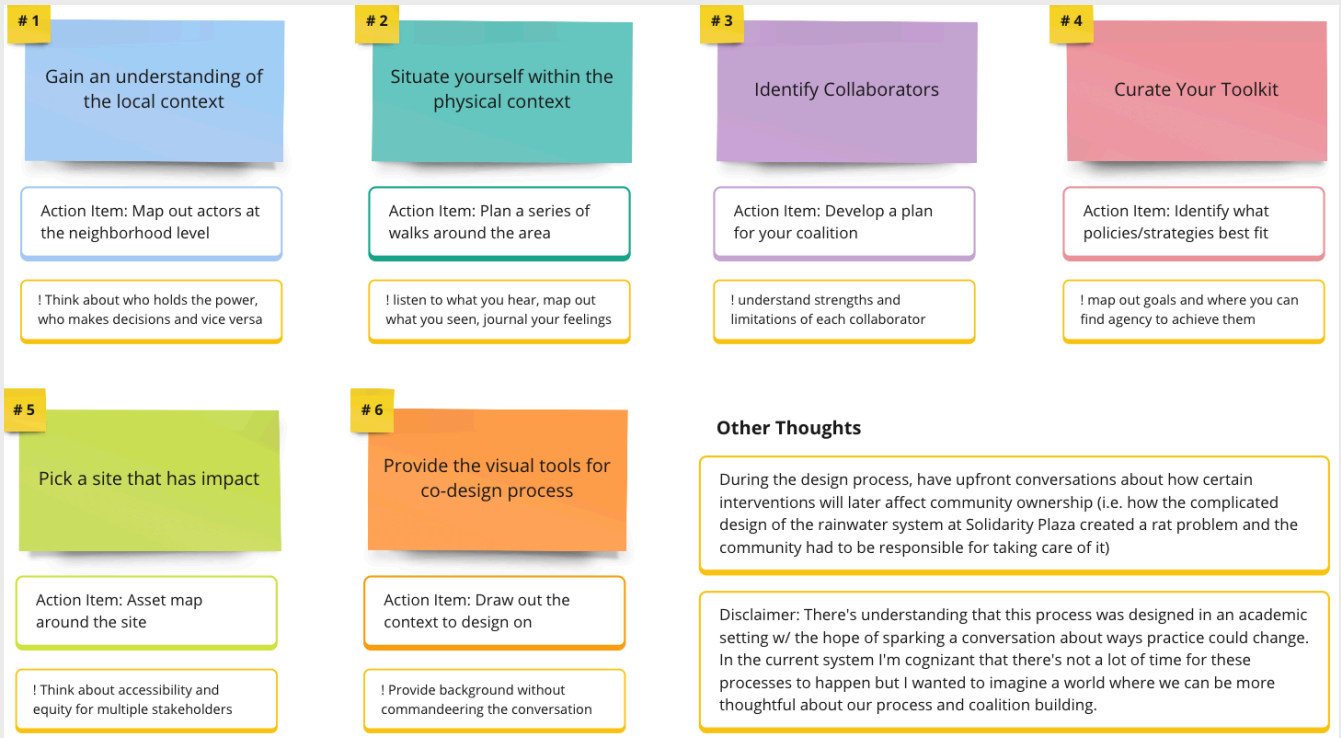 # 1
Gain an understanding of
the local context
Action Item: Map out actors at
the neighborhood level
! Think about who holds the power,
who makes decisions and vice versa
# 2
Situate yourself within the
physical context
Action Item: Plan a series of
walks around the area
! listen to what you hear, map out
what you seen, journal your feelings
# 3
Identify Collaborators
Action Item: Develop a plan
for your coalition
! understand strengths and
limitations of each collaborator
# 4
Curate Your Toolkit
Action Item: Identify what
policies/strategies best fit
! map out goals and where you can
find agency to achieve them
# 5
Pick a site that has impact
Action Item: Asset map
around the site
! Think about accessibility and
equity for multiple stakeholders
# 6
Provide the visual tools for
co-design process
Action Item: Draw out the
context to design on
! Provide background without
commandeering the conversation
Other Thoughts
During the design process, have upfront conversations about how certain
interventions will later affect community ownership (i.e. how the complicated
design of the rainwater system at Solidarity Plaza created a rat problem and the
community had to be responsible for taking care of it)
Disclaimer: There's understanding that this process was designed in an academic
setting w/ the hope of sparking a conversation about ways practice could change.
In the current system I'm cognizant that there's not a lot of time for these
processes to happen but I wanted to imagine a world where we can be more
thoughtful about our process and coalition building.